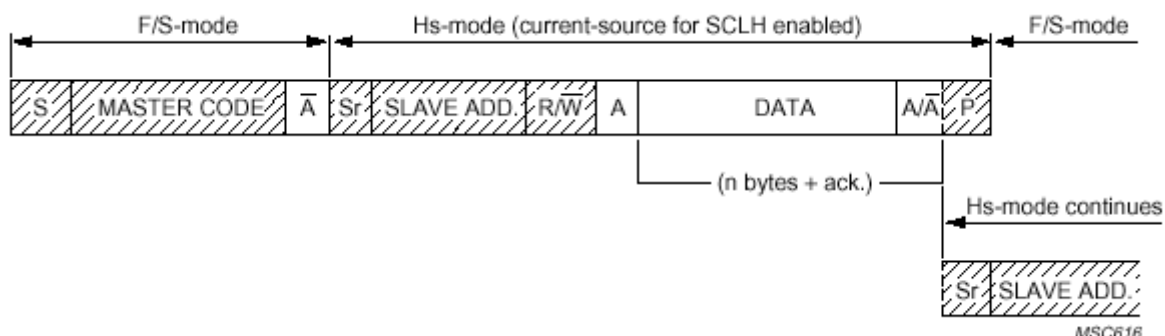 F/S-mode Hs-mode (current-source for SCLH enabled) F/S-mode
S MASTER CODE A̅ Sr SLAVE ADD. R/W̅ A DATA A/A̅ P
(n bytes + ack.)
Hs-mode continues
Sr SLAVE ADD.
MSC616